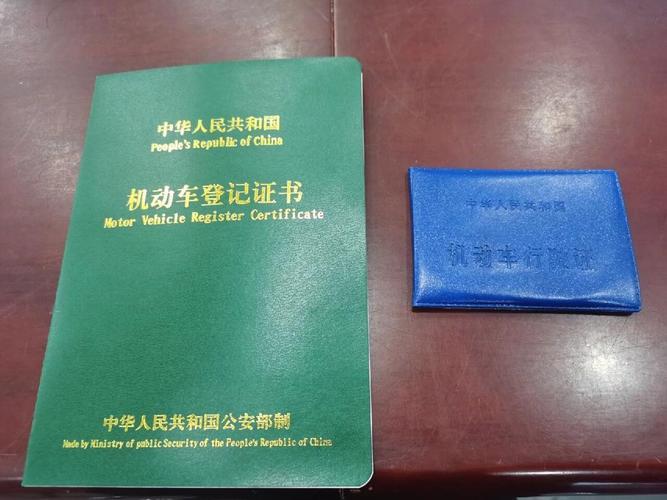 中华人民共和国
People's Republic of China
机动车登记证书
Motor Vehicle Register Certificate
中华人民共和国公安部制
Made by Ministry of public Security of the People's Republic of China
中华人民共和国
机动车行驶证